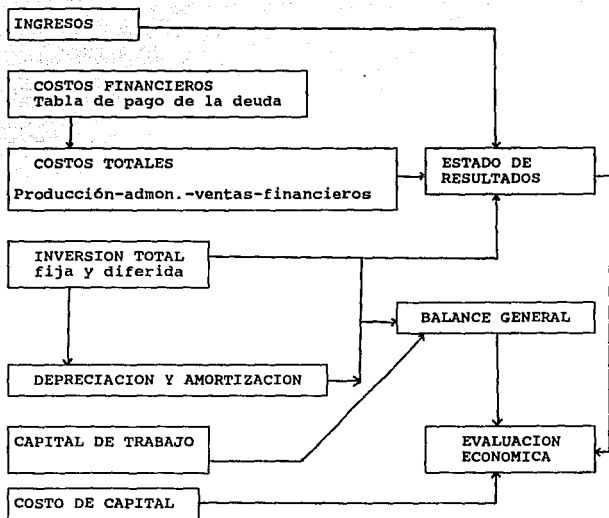 INGRESOS
COSTOS FINANCIEROS
Tabla de pago de la deuda
COSTOS TOTALES
Producción-admon.-ventas-financieros
ESTADO DE
RESULTADOS
INVERSION TOTAL
fija y diferida
BALANCE GENERAL
DEPRECIACION Y AMORTIZACION
CAPITAL DE TRABAJO
EVALUACION
ECONOMICA
COSTO DE CAPITAL